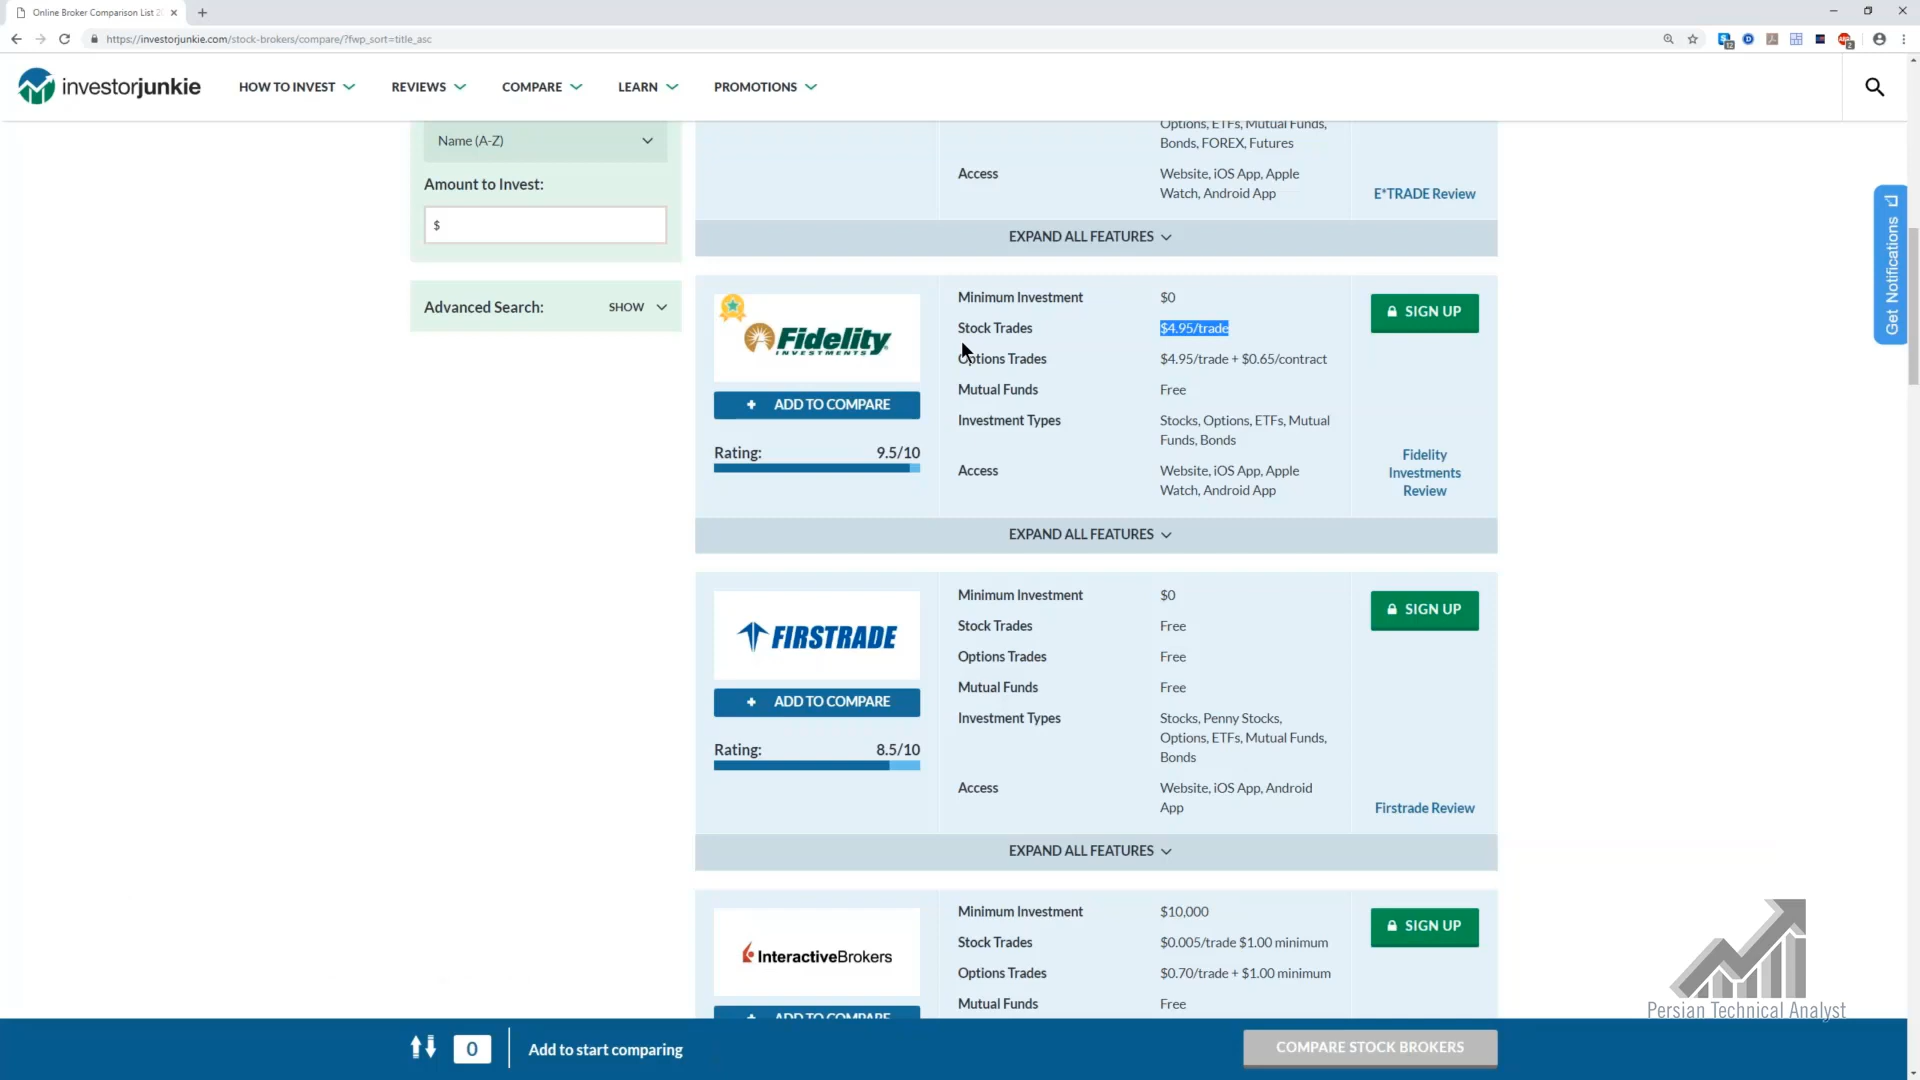 Online Broker Comparison List 2
https://investorjunkie.com/stock-brokers/compare/?fwp_sort=title_asc
investorjunkie
HOW TO INVEST
REVIEWS
COMPARE
LEARN
PROMOTIONS
Name (A-Z)
Amount to Invest:
$
Advanced Search:
SHOW
Options, ETFs, Mutual Funds,
Bonds, FOREX, Futures
Access
Website, iOS App, Apple
Watch, Android App
E*TRADE Review
EXPAND ALL FEATURES
Fidelity
INVESTMENTS
ADD TO COMPARE
Rating: 9.5/10
Minimum Investment $0
Stock Trades $4.95/trade
Options Trades $4.95/trade + $0.65/contract
Mutual Funds Free
Investment Types Stocks, Options, ETFs, Mutual
Funds, Bonds
Access Website, iOS App, Apple
Watch, Android App
SIGN UP
Fidelity
Investments
Review
EXPAND ALL FEATURES
FIRSTRADE
ADD TO COMPARE
Rating: 8.5/10
Minimum Investment $0
Stock Trades Free
Options Trades Free
Mutual Funds Free
Investment Types Stocks, Penny Stocks,
Options, ETFs, Mutual Funds,
Bonds
Access Website, iOS App, Android
App
SIGN UP
Firstrade Review
EXPAND ALL FEATURES
InteractiveBrokers
ADD TO COMPARE
Minimum Investment $10,000
Stock Trades $0.005/trade $1.00 minimum
Options Trades $0.70/trade + $1.00 minimum
Mutual Funds Free
SIGN UP
Get Notifications
Persian Technical Analyst
0
Add to start comparing
COMPARE STOCK BROKERS